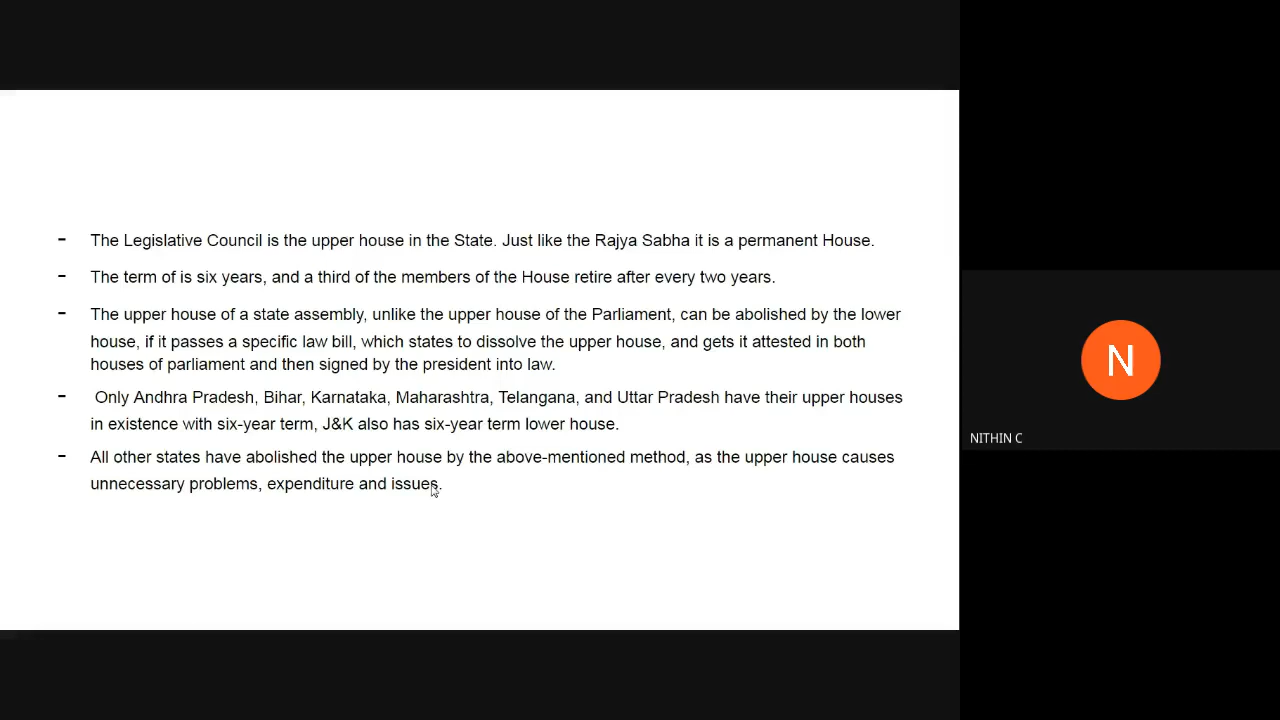 - The Legislative Council is the upper house in the State. Just like the Rajya Sabha it is a permanent House.
- The term of is six years, and a third of the members of the House retire after every two years.
- The upper house of a state assembly, unlike the upper house of the Parliament, can be abolished by the lower
house, if it passes a specific law bill, which states to dissolve the upper house, and gets it attested in both
houses of parliament and then signed by the president into law.
- Only Andhra Pradesh, Bihar, Karnataka, Maharashtra, Telangana, and Uttar Pradesh have their upper houses
in existence with six-year term, J&K also has six-year term lower house.
- All other states have abolished the upper house by the above-mentioned method, as the upper house causes
unnecessary problems, expenditure and issues.
N
NITHIN C